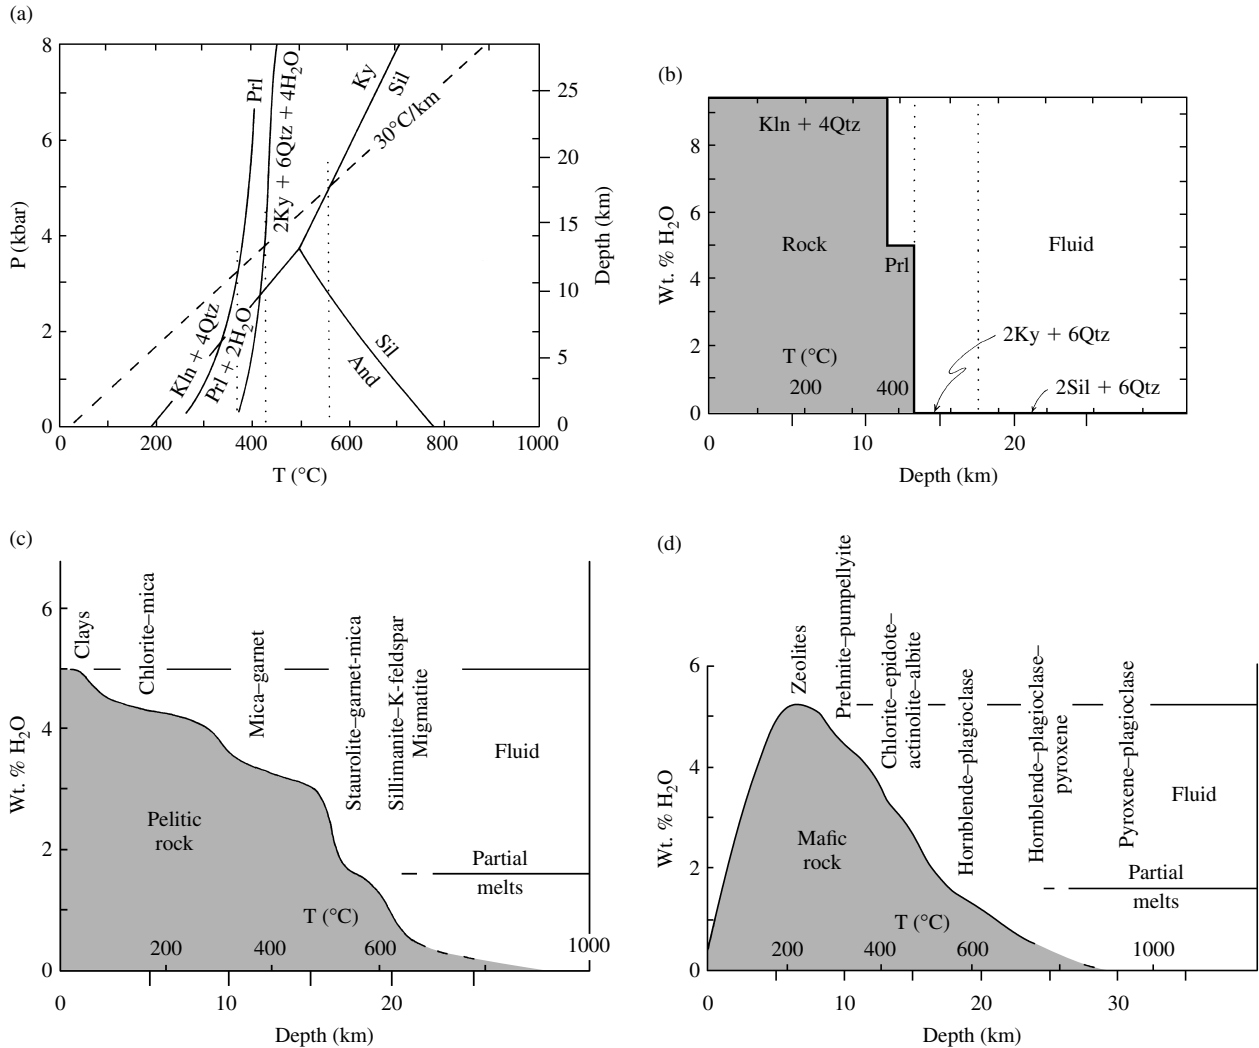 (a)
8
6
4
2
0
P (kbar)
0
200
400
600
800
1000
T (°C)
25
20
15
10
5
0
Depth (km)
Prl
2Ky + 6Qtz + 4H₂O
Ky
Sil
30°C/km
Kln + 4Qtz
Prl + 2H₂O
Sil
And
(b)
8
6
4
2
0
Wt. % H₂O
Kln + 4Qtz
Rock
Prl
Fluid
2Ky + 6Qtz
2Sil + 6Qtz
T (°C)
200
400
0
10
20
Depth (km)
(c)
6
4
2
0
Wt. % H₂O
Clays
Chlorite–mica
Mica–garnet
Staurolite–garnet-mica
Sillimanite–K-feldspar
Migmatite
Fluid
Pelitic
rock
Partial
melts
T (°C)
200
400
600
1000
0
10
20
Depth (km)
(d)
6
4
2
0
Wt. % H₂O
Zeolites
Prehnite–pumpellyite
Chlorite–epidote–
actinolite–albite
Hornblende–plagioclase
Hornblende–plagioclase–
pyroxene
Pyroxene–plagioclase
Fluid
Mafic
rock
Partial
melts
T (°C)
200
400
600
1000
0
10
20
30
Depth (km)